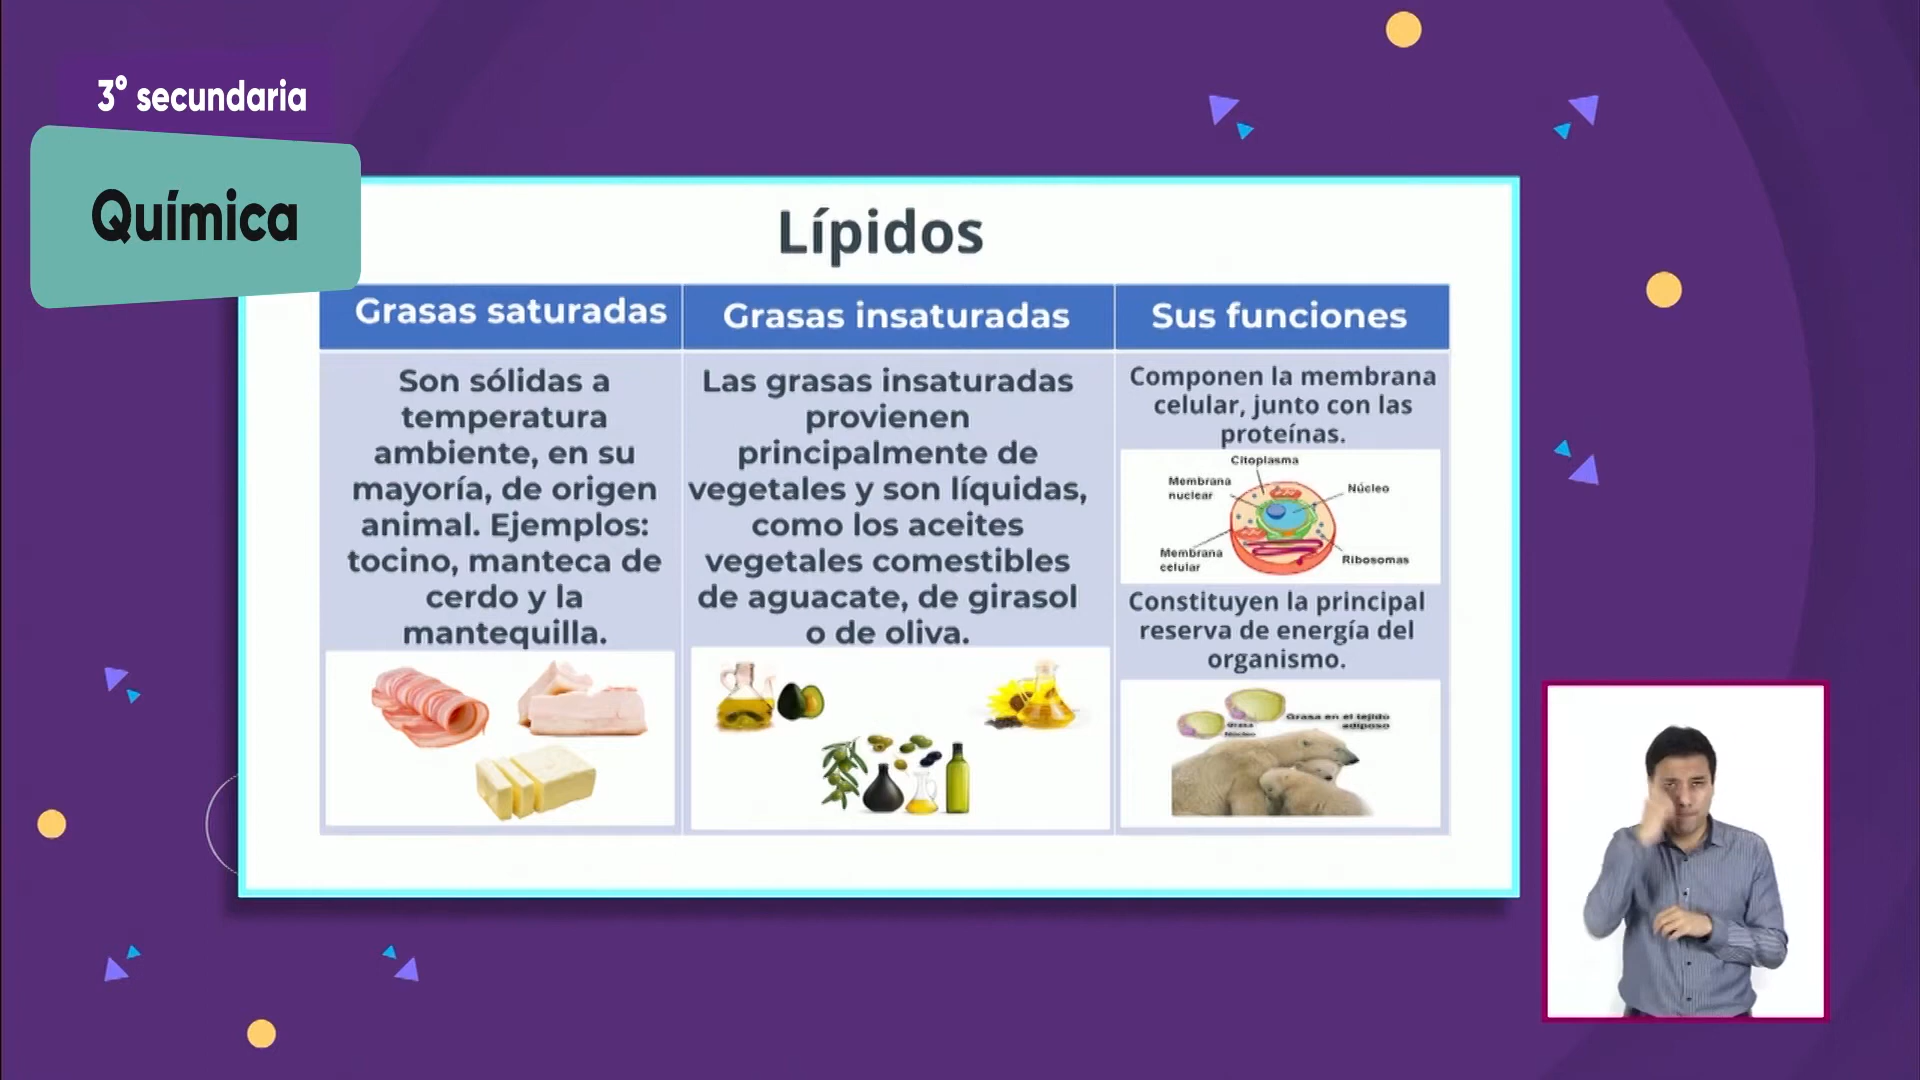 3° secundaria
Química
Lípidos
Grasas saturadas
Grasas insaturadas
Sus funciones
Son sólidas a
temperatura
ambiente, en su
mayoría, de origen
animal. Ejemplos:
tocino, manteca de
cerdo y la
mantequilla.
Las grasas insaturadas
provienen
principalmente de
vegetales y son líquidas,
como los aceites
vegetales comestibles
de aguacate, de girasol
o de oliva.
Componen la membrana
celular, junto con las
proteínas.
Citoplasma
Membrana
nuclear
Núcleo
Membrana
celular
Ribosomas
Constituyen la principal
reserva de energía del
organismo.
Grasa en el tejido
adiposo
Grasa
Núcleo